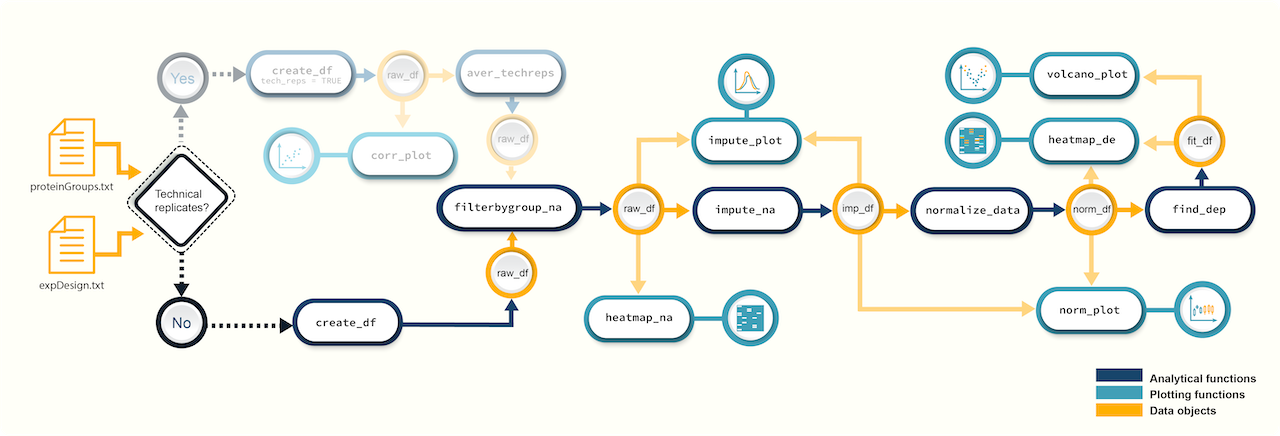 proteinGroups.txt
expDesign.txt
Technical
replicates?
Yes
create_df
tech_reps = TRUE
raw_df
aver_techreps
corr_plot
raw_df
No
create_df
raw_df
filterbygroup_na
raw_df
heatmap_na
impute_na
impute_plot
imp_df
normalize_data
norm_df
norm_plot
heatmap_de
find_dep
fit_df
volcano_plot
Analytical functions
Plotting functions
Data objects